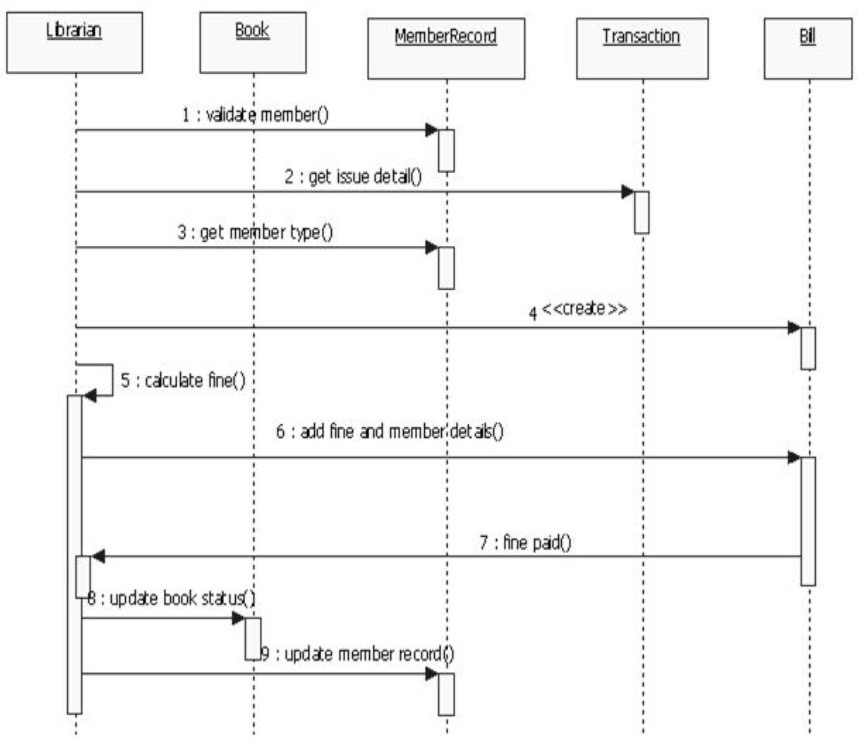 Librarian
Book
MemberRecord
Transaction
Bill
1 : validate member()
2 : get issue detail()
3 : get member type()
4 <<create>>
5 : calculate fine()
6 : add fine and member details()
7 : fine paid()
8 : update book status()
9 : update member record()